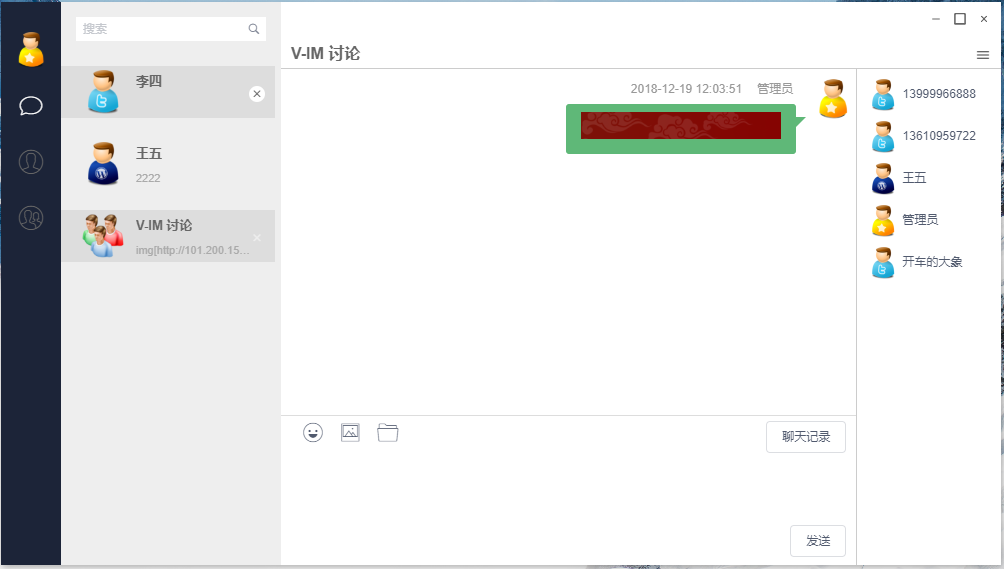 搜索
李四
王五
2222
V-IM 讨论
img[http://101.200.15...
V-IM 讨论
2018-12-19 12:03:51 管理员
13999966888
13610959722
王五
管理员
开车的大象
聊天记录
发送